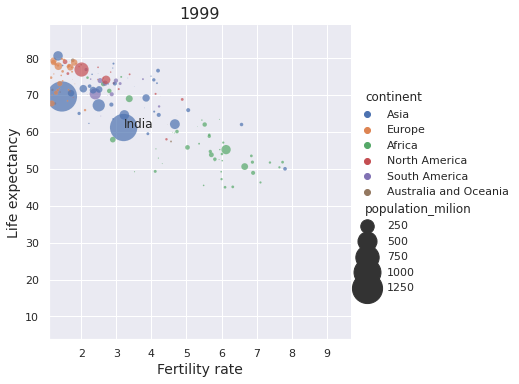 1999
80
70
60
50
40
30
20
10
Life expectancy
India
2 3 4 5 6 7 8 9
Fertility rate
continent
Asia
Europe
Africa
North America
South America
Australia and Oceania
population_milion
250
500
750
1000
1250